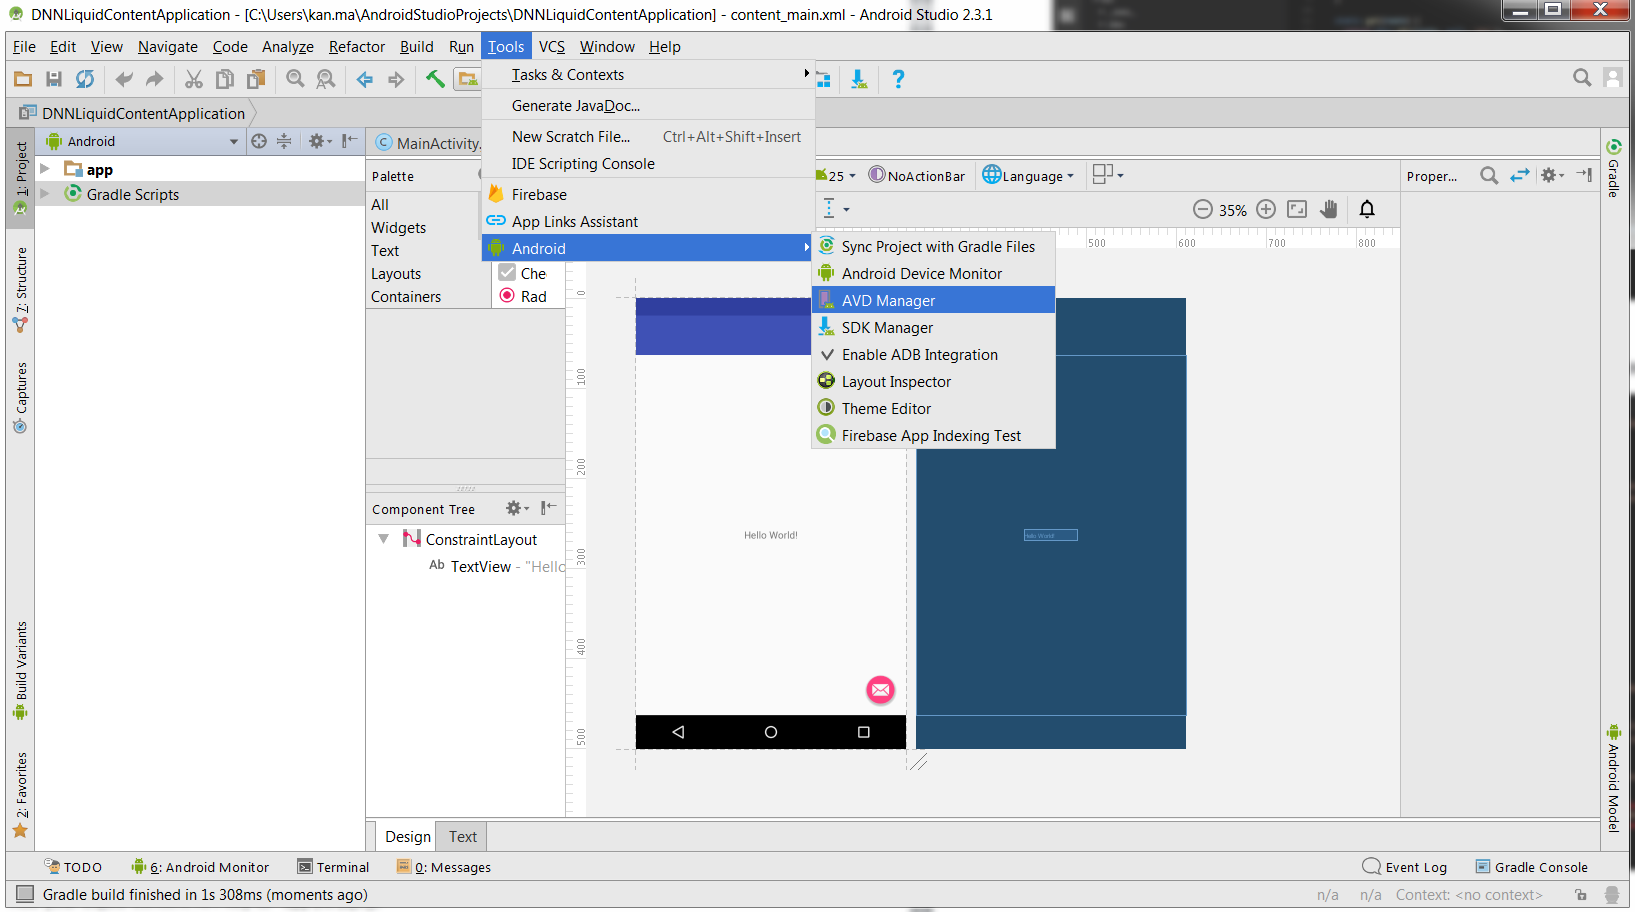 DNNLiquidContentApplication - [C:\Users\kan.ma\AndroidStudioProjects\DNNLiquidContentApplication] - content_main.xml - Android Studio 2.3.1
File Edit View Navigate Code Analyze Refactor Build Run Tools VCS Window Help
DNNLiquidContentApplication
Android
app
Gradle Scripts
1: Project
7: Structure
Captures
Build Variants
2: Favorites
MainActivity.
Palette
All
Widgets
Text
Layouts
Containers
Che
Rad
Component Tree
ConstraintLayout
Ab TextView - "Hello
Tasks & Contexts
Generate JavaDoc...
New Scratch File... Ctrl+Alt+Shift+Insert
IDE Scripting Console
Firebase
App Links Assistant
Android
Sync Project with Gradle Files
Android Device Monitor
AVD Manager
SDK Manager
Enable ADB Integration
Layout Inspector
Theme Editor
Firebase App Indexing Test
25 NoActionBar Language
35%
500 600 700 800
0
100
200
300
400
500
Hello World!
Hello World!
Proper...
Gradle
Android Model
Design Text
TODO 6: Android Monitor Terminal 0: Messages Event Log Gradle Console
Gradle build finished in 1s 308ms (moments ago) n/a n/a Context: <no context>